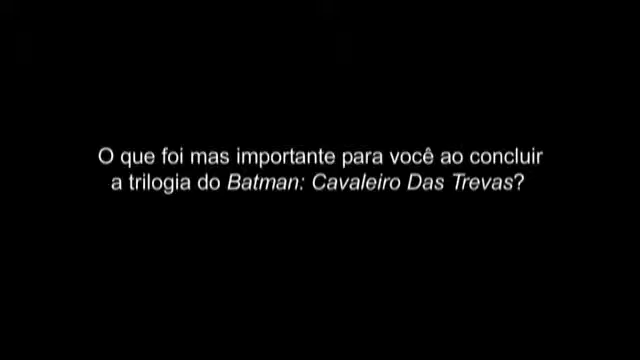 O que foi mas importante para você ao concluir
a trilogia do Batman: Cavaleiro Das Trevas?